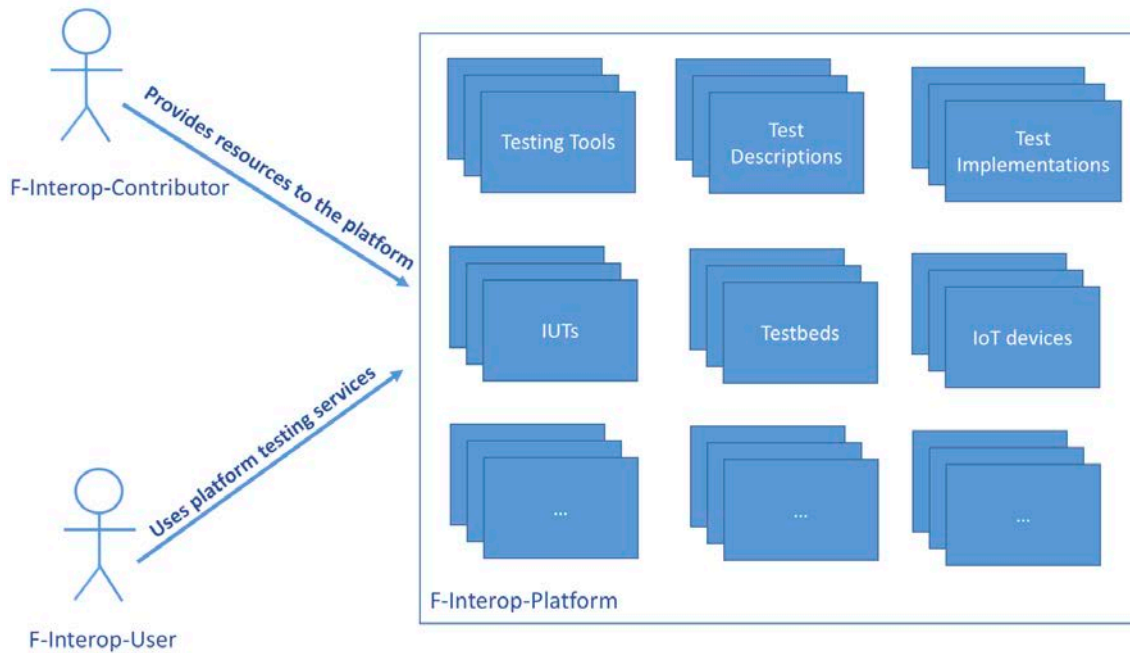 F-Interop-Contributor
Provides resources to the platform
Uses platform testing services
F-Interop-User
Testing Tools
Test
Descriptions
Test
Implementations
IUTs
Testbeds
IoT devices
...
...
...
F-Interop-Platform